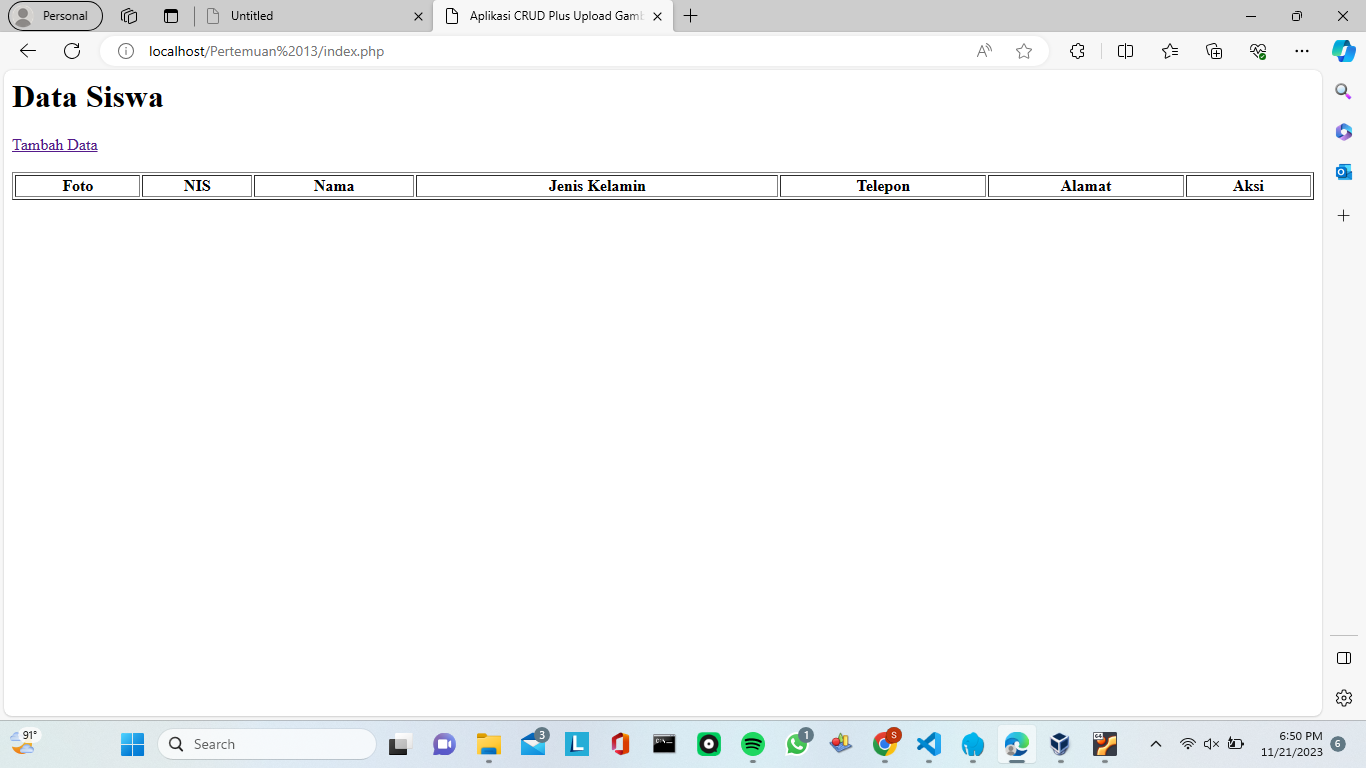 Personal
Untitled
Aplikasi CRUD Plus Upload Gamb
localhost/Pertemuan%2013/index.php
Data Siswa
Tambah Data
Foto NIS Nama Jenis Kelamin Telepon Alamat Aksi
91°
Search
3
1
S
64
6:50 PM
11/21/2023
6